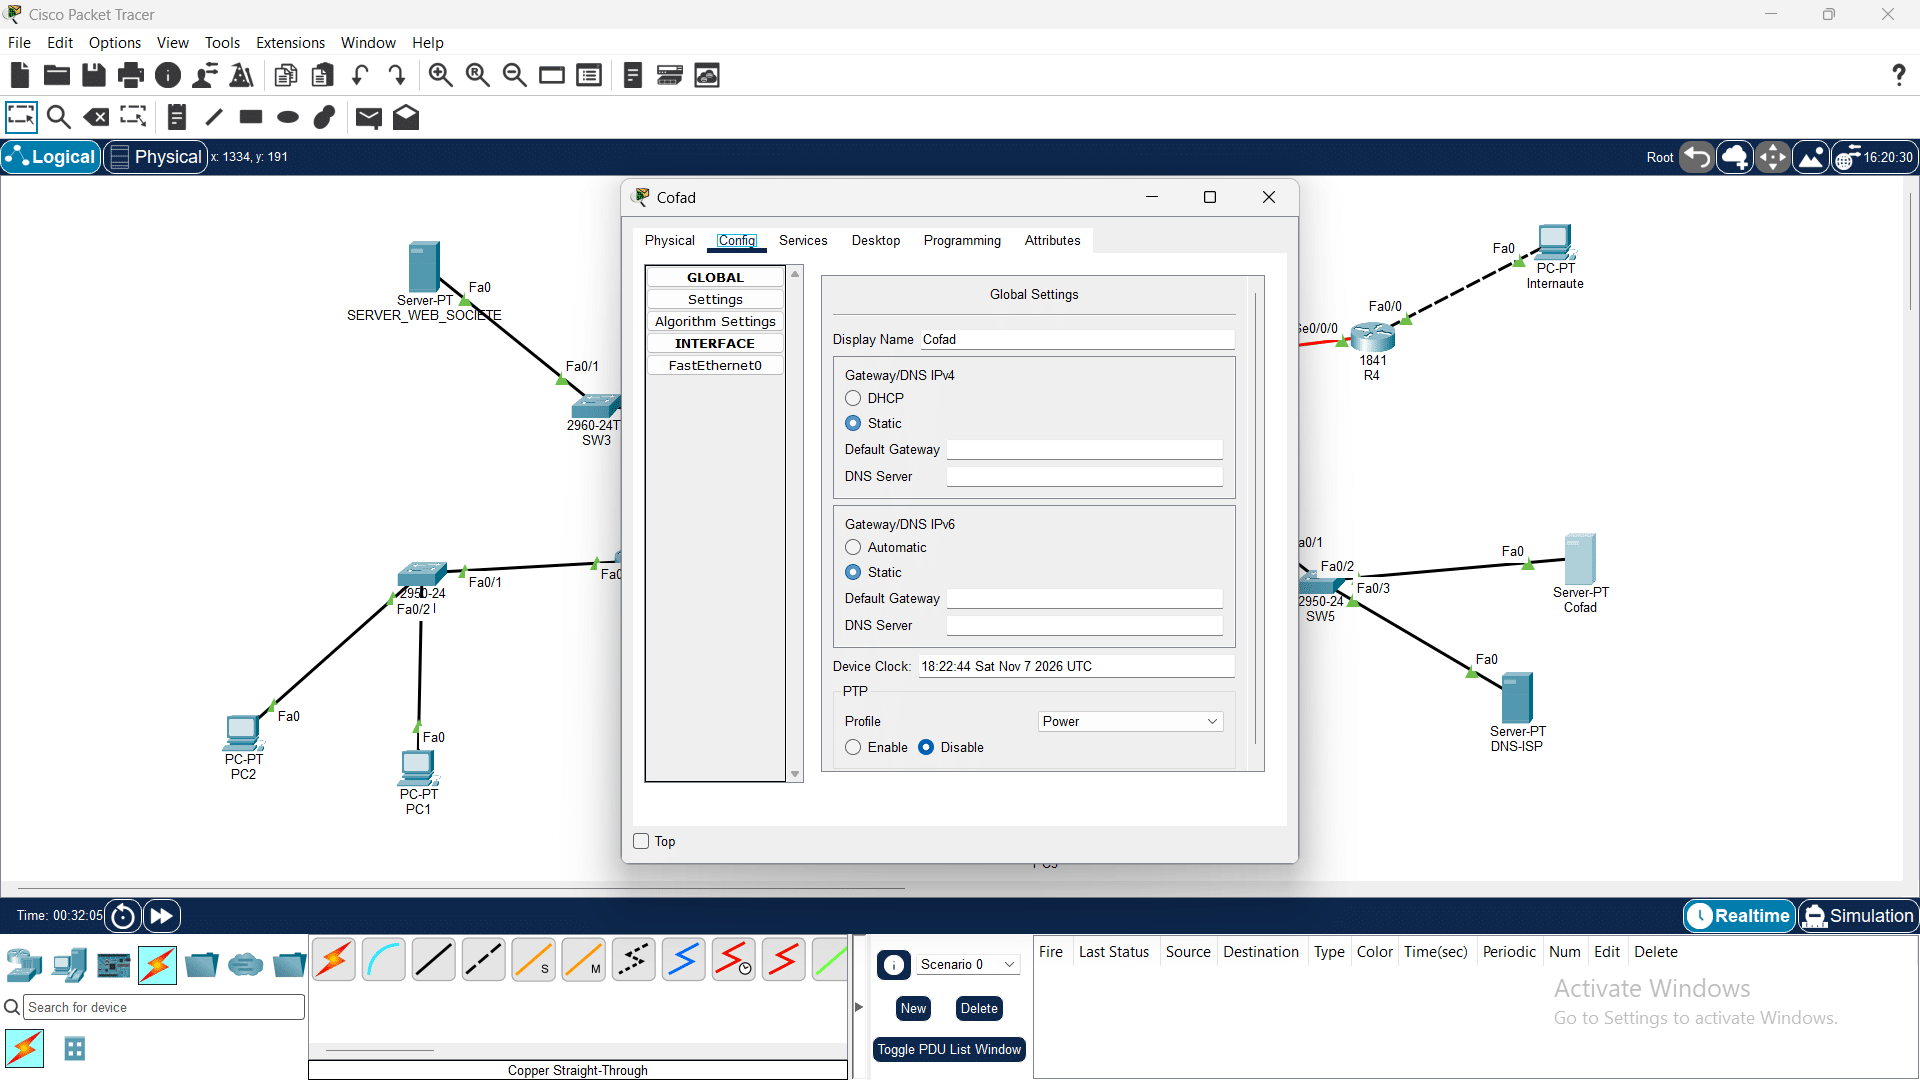 Cisco Packet Tracer
File Edit Options View Tools Extensions Window Help
Logical Physical x: 1334, y: 191 Root 16:20:30
Cofad
Physical Config Services Desktop Programming Attributes
GLOBAL
Settings
Algorithm Settings
INTERFACE
FastEthernet0
Global Settings
Display Name Cofad
Gateway/DNS IPv4
DHCP
Static
Default Gateway
DNS Server
Gateway/DNS IPv6
Automatic
Static
Default Gateway
DNS Server
Device Clock: 18:22:44 Sat Nov 7 2026 UTC
PTP
Profile Power
Enable Disable
Top
Fa0
Server-PT
SERVER_WEB_SOCIETE
Fa0/1
2960-24T
SW3
Fa0/1
2950-24
Fa0/2
Fa0
PC-PT
PC2
Fa0
PC-PT
PC1
Fa0
PC-PT
Internaute
Fa0/0
Se0/0/0
1841
R4
a0/1
Fa0/2
Fa0/3
2950-24
SW5
Fa0
Server-PT
Cofad
Fa0
Server-PT
DNS-ISP
Time: 00:32:05 Realtime Simulation
S M
Search for device
Copper Straight-Through
Scenario 0
New Delete
Toggle PDU List Window
Fire Last Status Source Destination Type Color Time(sec) Periodic Num Edit Delete
Activate Windows
Go to Settings to activate Windows.